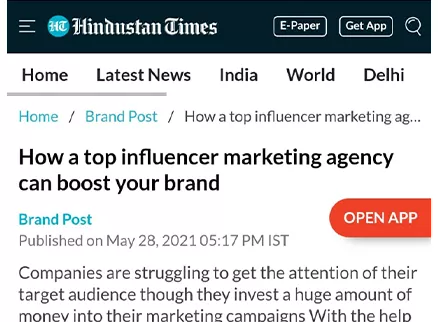 HT Hindustan Times E-Paper Get App
Home Latest News India World Delhi
Home / Brand Post / How a top influencer marketing ag...
How a top influencer marketing agency
can boost your brand
Brand Post
Published on May 28, 2021 05:17 PM IST
OPEN APP
Companies are struggling to get the attention of their
target audience though they invest a huge amount of
money into their marketing campaigns With the help